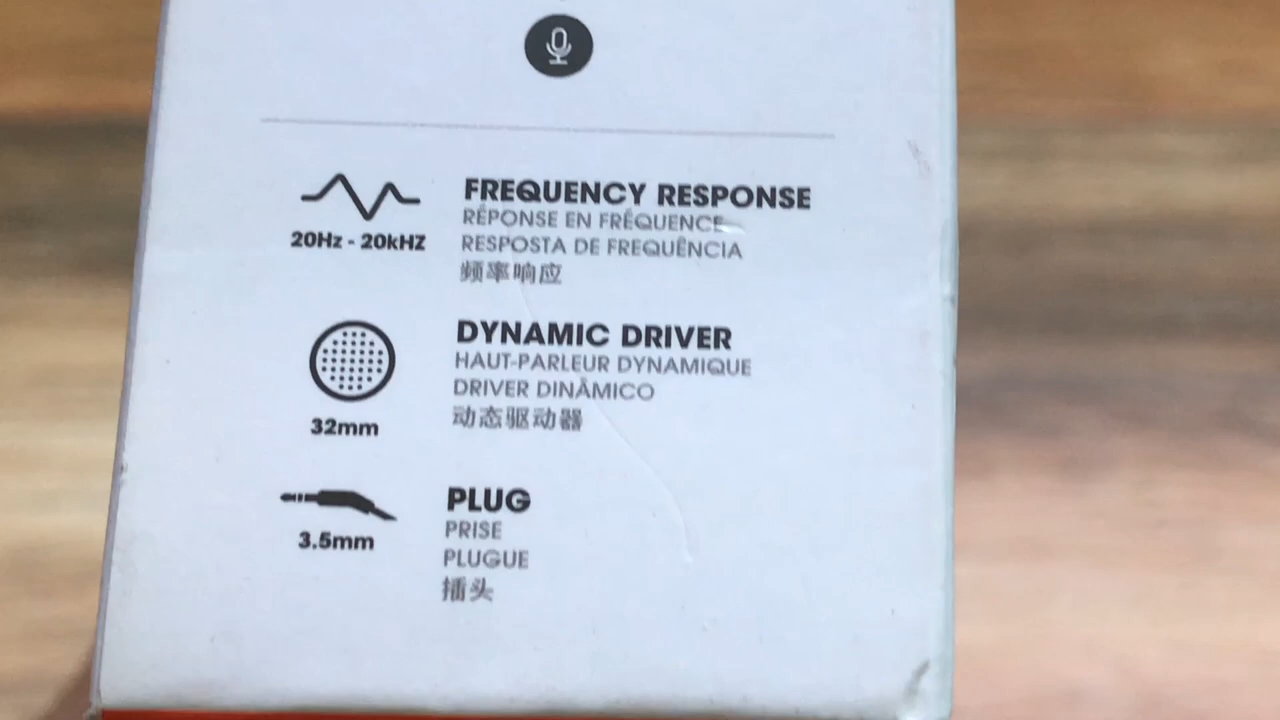 FREQUENCY RESPONSE
RÉPONSE EN FRÉQUENCE
RESPOSTA DE FREQUÊNCIA
频率响应
20Hz - 20kHZ
DYNAMIC DRIVER
HAUT-PARLEUR DYNAMIQUE
DRIVER DINÂMICO
动态驱动器
32mm
PLUG
PRISE
PLUGUE
插头
3.5mm